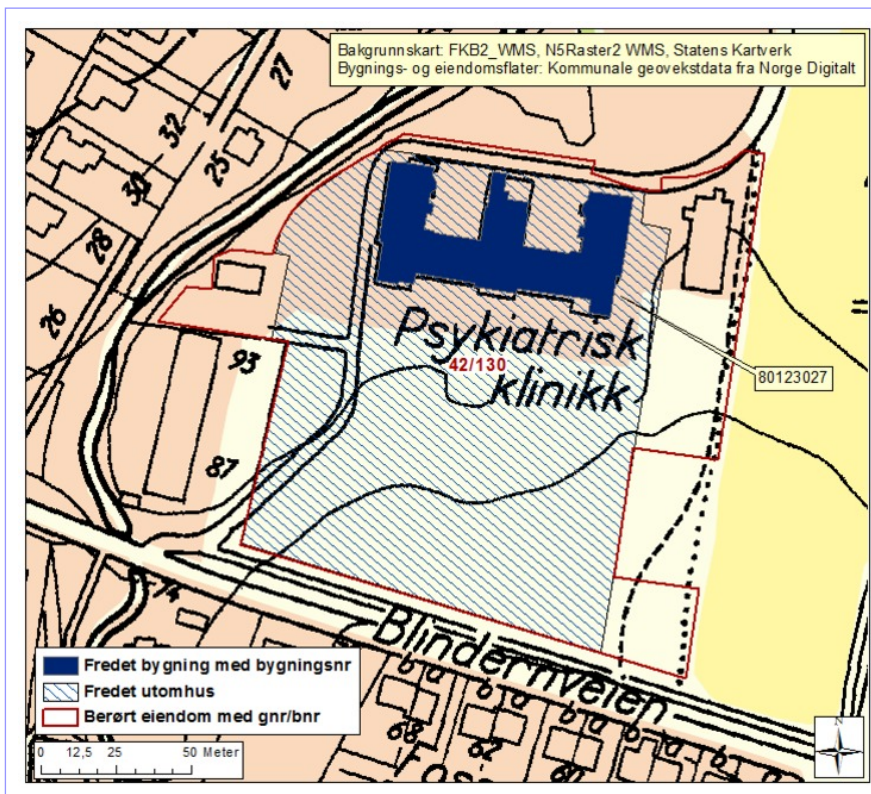 Bakgrunnskart: FKB2_WMS, N5Raster2 WMS, Statens Kartverk
Bygnings- og eiendomsflater: Kommunale geovekstdata fra Norge Digitalt
27
32
25
30
28
26
93
87
Psykiatrisk
42/130
klinikk
80123027
74
Blindernveien
b a b a b a b a b
68
62
60
FOSS
Fredet bygning med bygningsnr
Fredet utomhus
Berørt eiendom med gnr/bnr
0 12,5 25 50 Meter
N